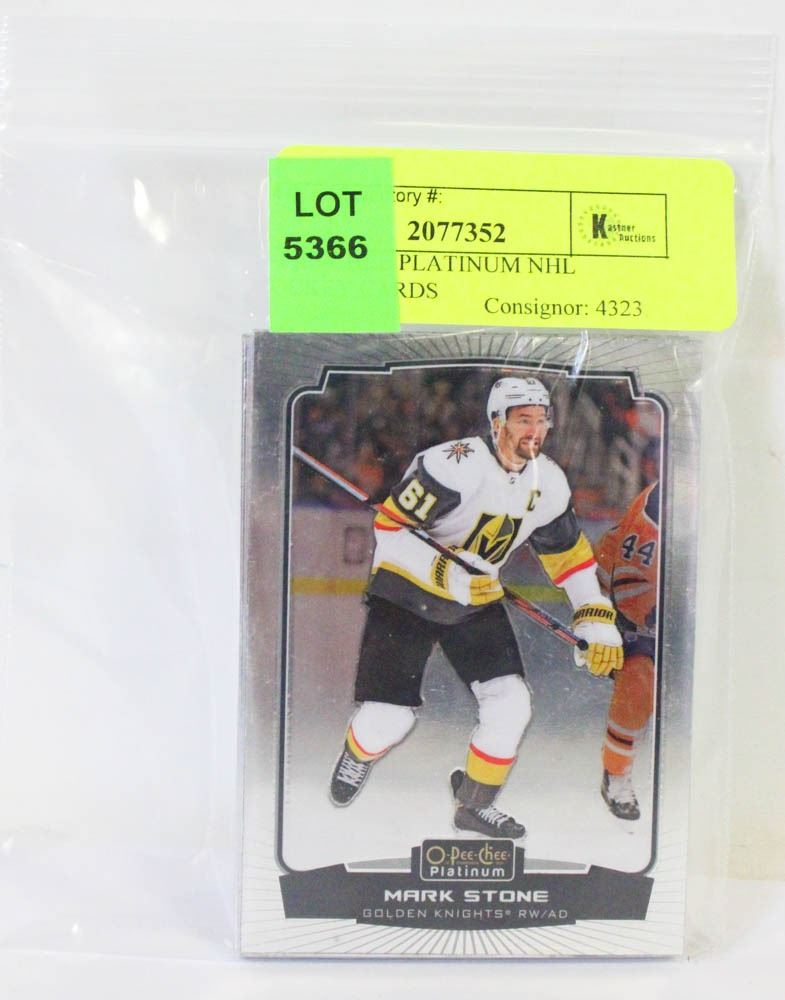 LOT
5366
tory #:
2077352
Kastner
Auctions
PLATINUM NHL
RDS
Consignor: 4323
61
C
44
WARRIOR
O-Pee-Chee
Platinum
MARK STONE
GOLDEN KNIGHTS® RW/AD